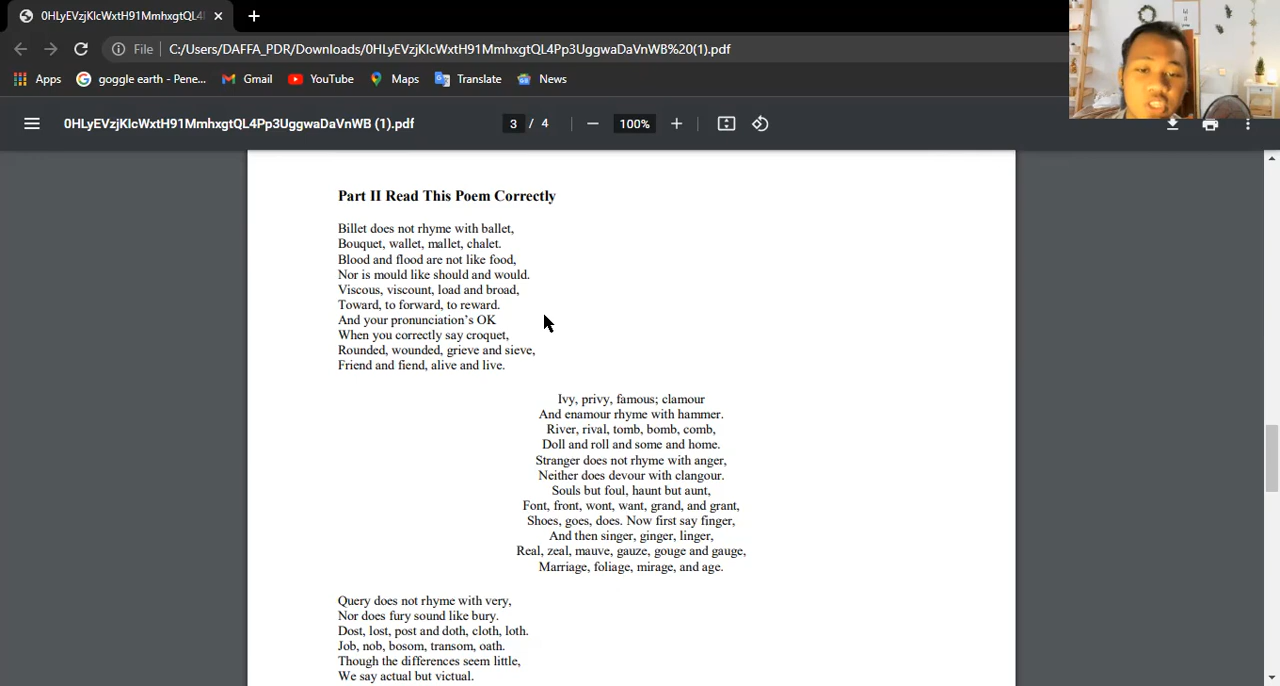 0HLyEVzjKlcWxtH91MmhxgtQL4
File
C:/Users/DAFFA_PDR/Downloads/0HLyEVzjKlcWxtH91MmhxgtQL4Pp3UggwaDaVnWB%20(1).pdf
Apps
goggle earth - Pene...
Gmail
YouTube
Maps
Translate
News
0HLyEVzjKlcWxtH91MmhxgtQL4Pp3UggwaDaVnWB (1).pdf
3 / 4
100%
Part II Read This Poem Correctly
Billet does not rhyme with ballet,
Bouquet, wallet, mallet, chalet.
Blood and flood are not like food,
Nor is mould like should and would.
Viscous, viscount, load and broad,
Toward, to forward, to reward.
And your pronunciation’s OK
When you correctly say croquet,
Rounded, wounded, grieve and sieve,
Friend and fiend, alive and live.
Ivy, privy, famous; clamour
And enamour rhyme with hammer.
River, rival, tomb, bomb, comb,
Doll and roll and some and home.
Stranger does not rhyme with anger,
Neither does devour with clangour.
Souls but foul, haunt but aunt,
Font, front, wont, want, grand, and grant,
Shoes, goes, does. Now first say finger,
And then singer, ginger, linger,
Real, zeal, mauve, gauze, gouge and gauge,
Marriage, foliage, mirage, and age.
Query does not rhyme with very,
Nor does fury sound like bury.
Dost, lost, post and doth, cloth, loth.
Job, nob, bosom, transom, oath.
Though the differences seem little,
We say actual but victual.